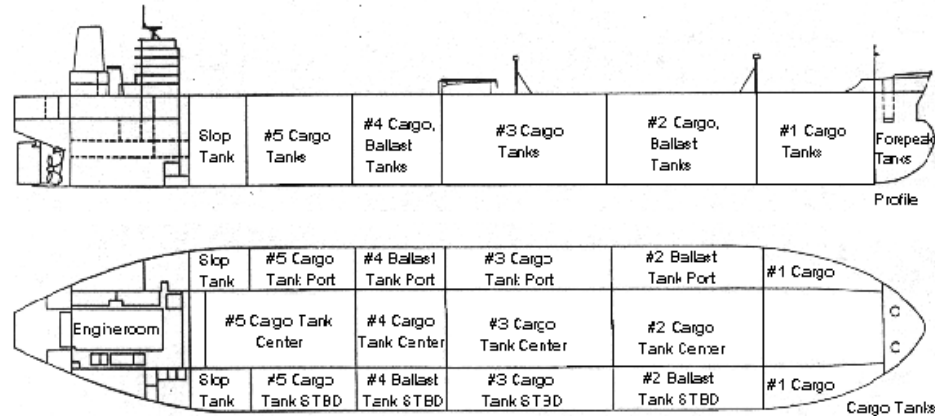 Slop
Tank
#5 Cargo
Tanks
#4 Cargo,
Ballast
Tanks
#3 Cargo
Tanks
#2 Cargo,
Ballast
Tanks
#1 Cargo
Tanks
Forepeak
Tanks
Profile
Slop
Tank
#5 Cargo
Tank Port
#4 Ballast
Tank Port
#3 Cargo
Tank Port
#2 Ballast
Tank Port
#1 Cargo
Engineroom
#5 Cargo Tank
Center
#4 Cargo
Tank Center
#3 Cargo
Tank Center
#2 Cargo
Tank Center
Slop
Tank
#5 Cargo
Tank STBD
#4 Ballast
Tank STBD
#3 Cargo
Tank STBD
#2 Ballast
Tank STBD
#1 Cargo
Cargo Tanks